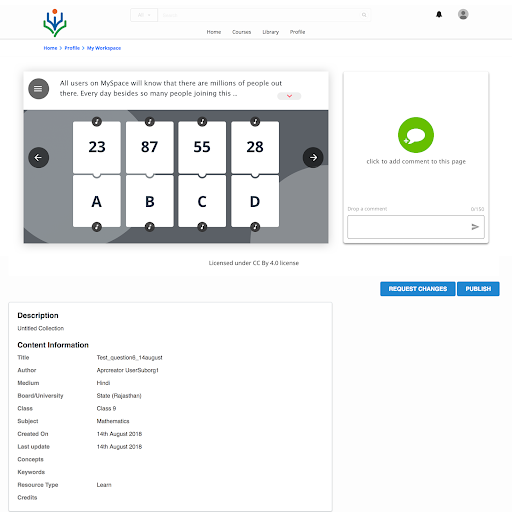 All
Home Courses Library Profile
Home > Profile > My Workspace
All users on MySpace will know that there are millions of people out
there. Every day besides so many people joining this ...
23 87 55 28
A B C D
click to add comment to this page
Drop a comment 0/150
Licensed under CC By 4.0 license
REQUEST CHANGES PUBLISH
Description
Untitled Collection
Content Information
Title Test_question6_14august
Author Aprcreator UserSuborg1
Medium Hindi
Board/University State (Rajasthan)
Class Class 9
Subject Mathematics
Created On 14th August 2018
Last update 14th August 2018
Concepts
Keywords
Resource Type Learn
Credits